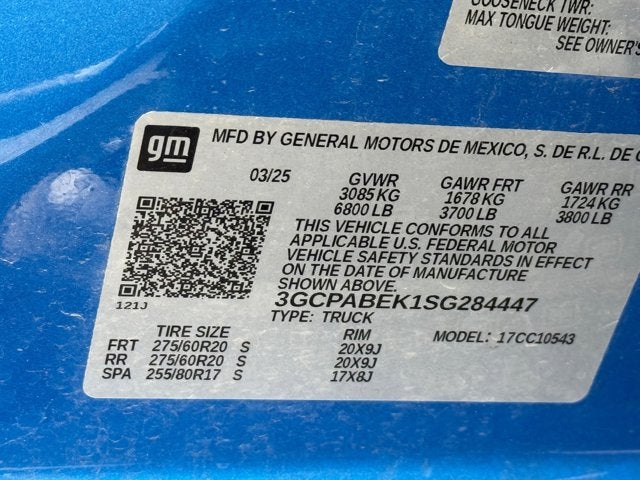 GOOSENECK TWR:
MAX TONGUE WEIGHT:
SEE OWNER'S
gm
MFD BY GENERAL MOTORS DE MEXICO, S. DE R.L. DE
03/25 GVWR GAWR FRT GAWR RR
3085 KG 1678 KG 1724 KG
6800 LB 3700 LB 3800 LB
THIS VEHICLE CONFORMS TO ALL
APPLICABLE U.S. FEDERAL MOTOR
VEHICLE SAFETY STANDARDS IN EFFECT
ON THE DATE OF MANUFACTURE
SHOWN ABOVE.
121J
3GCPABEK1SG284447
TYPE: TRUCK
TIRE SIZE RIM MODEL: 17CC10543
FRT 275/60R20 S 20X9J
RR 275/60R20 S 20X9J
SPA 255/80R17 S 17X8J